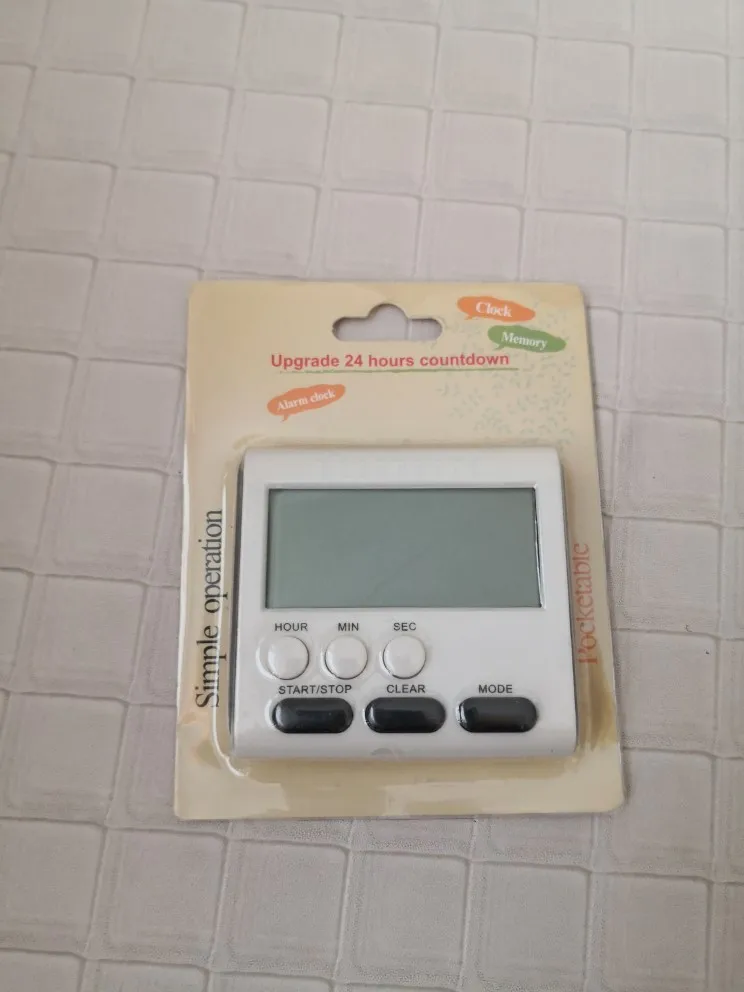 Clock
Memory
Upgrade 24 hours countdown
Alarm clock
Simple operation
Pocketable
HOUR MIN SEC
START/STOP CLEAR MODE